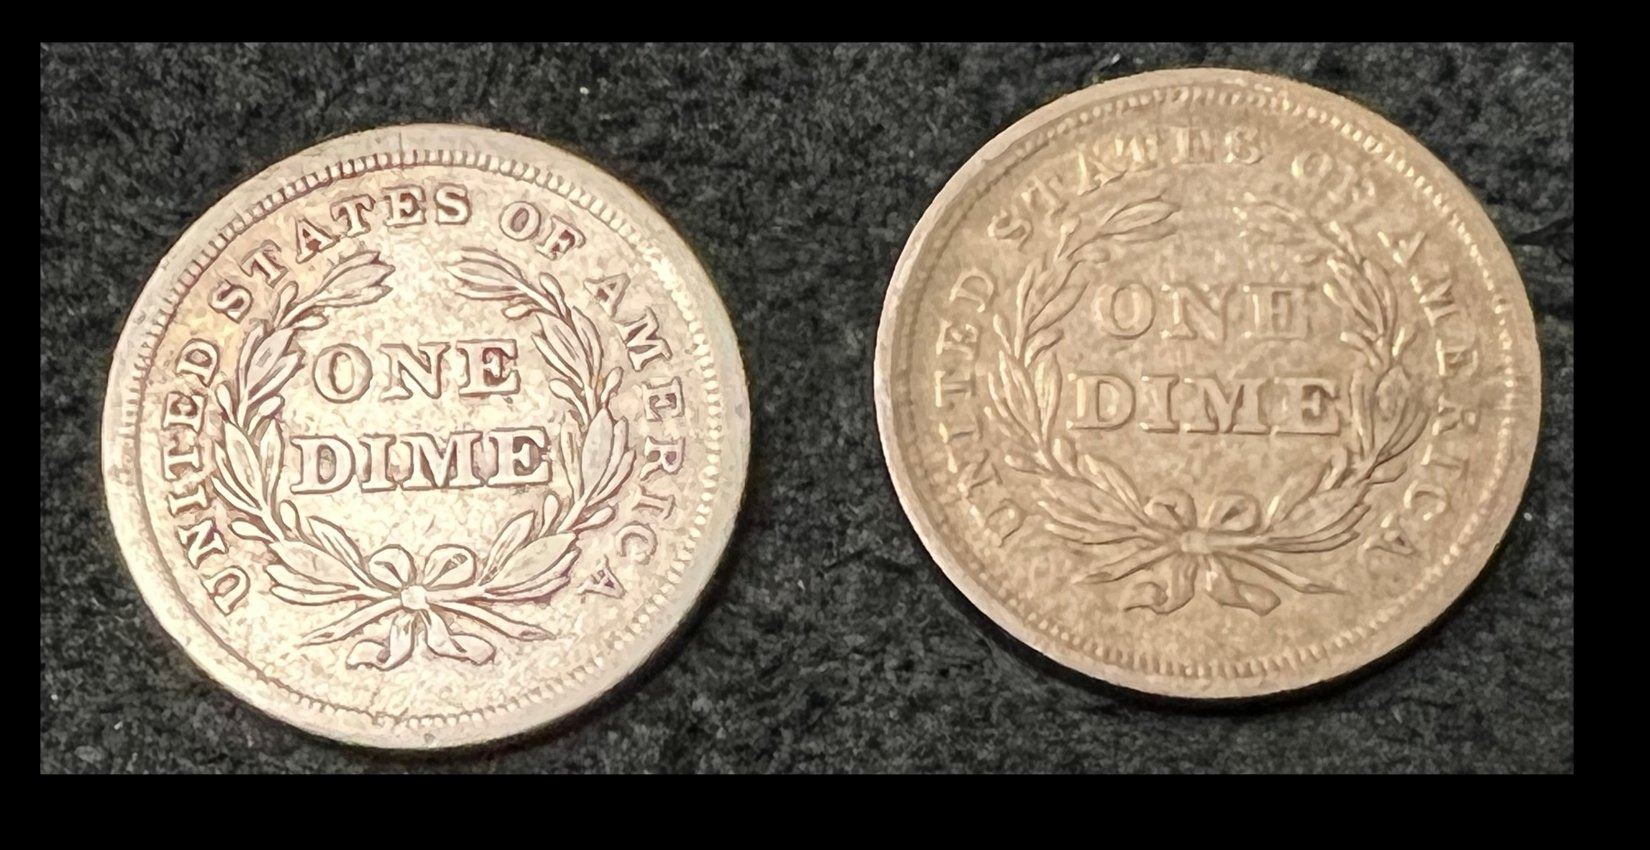 UNITED STATES OF AMERICA
ONE
DIME
UNITED STATES OF AMERICA
ONE
DIME